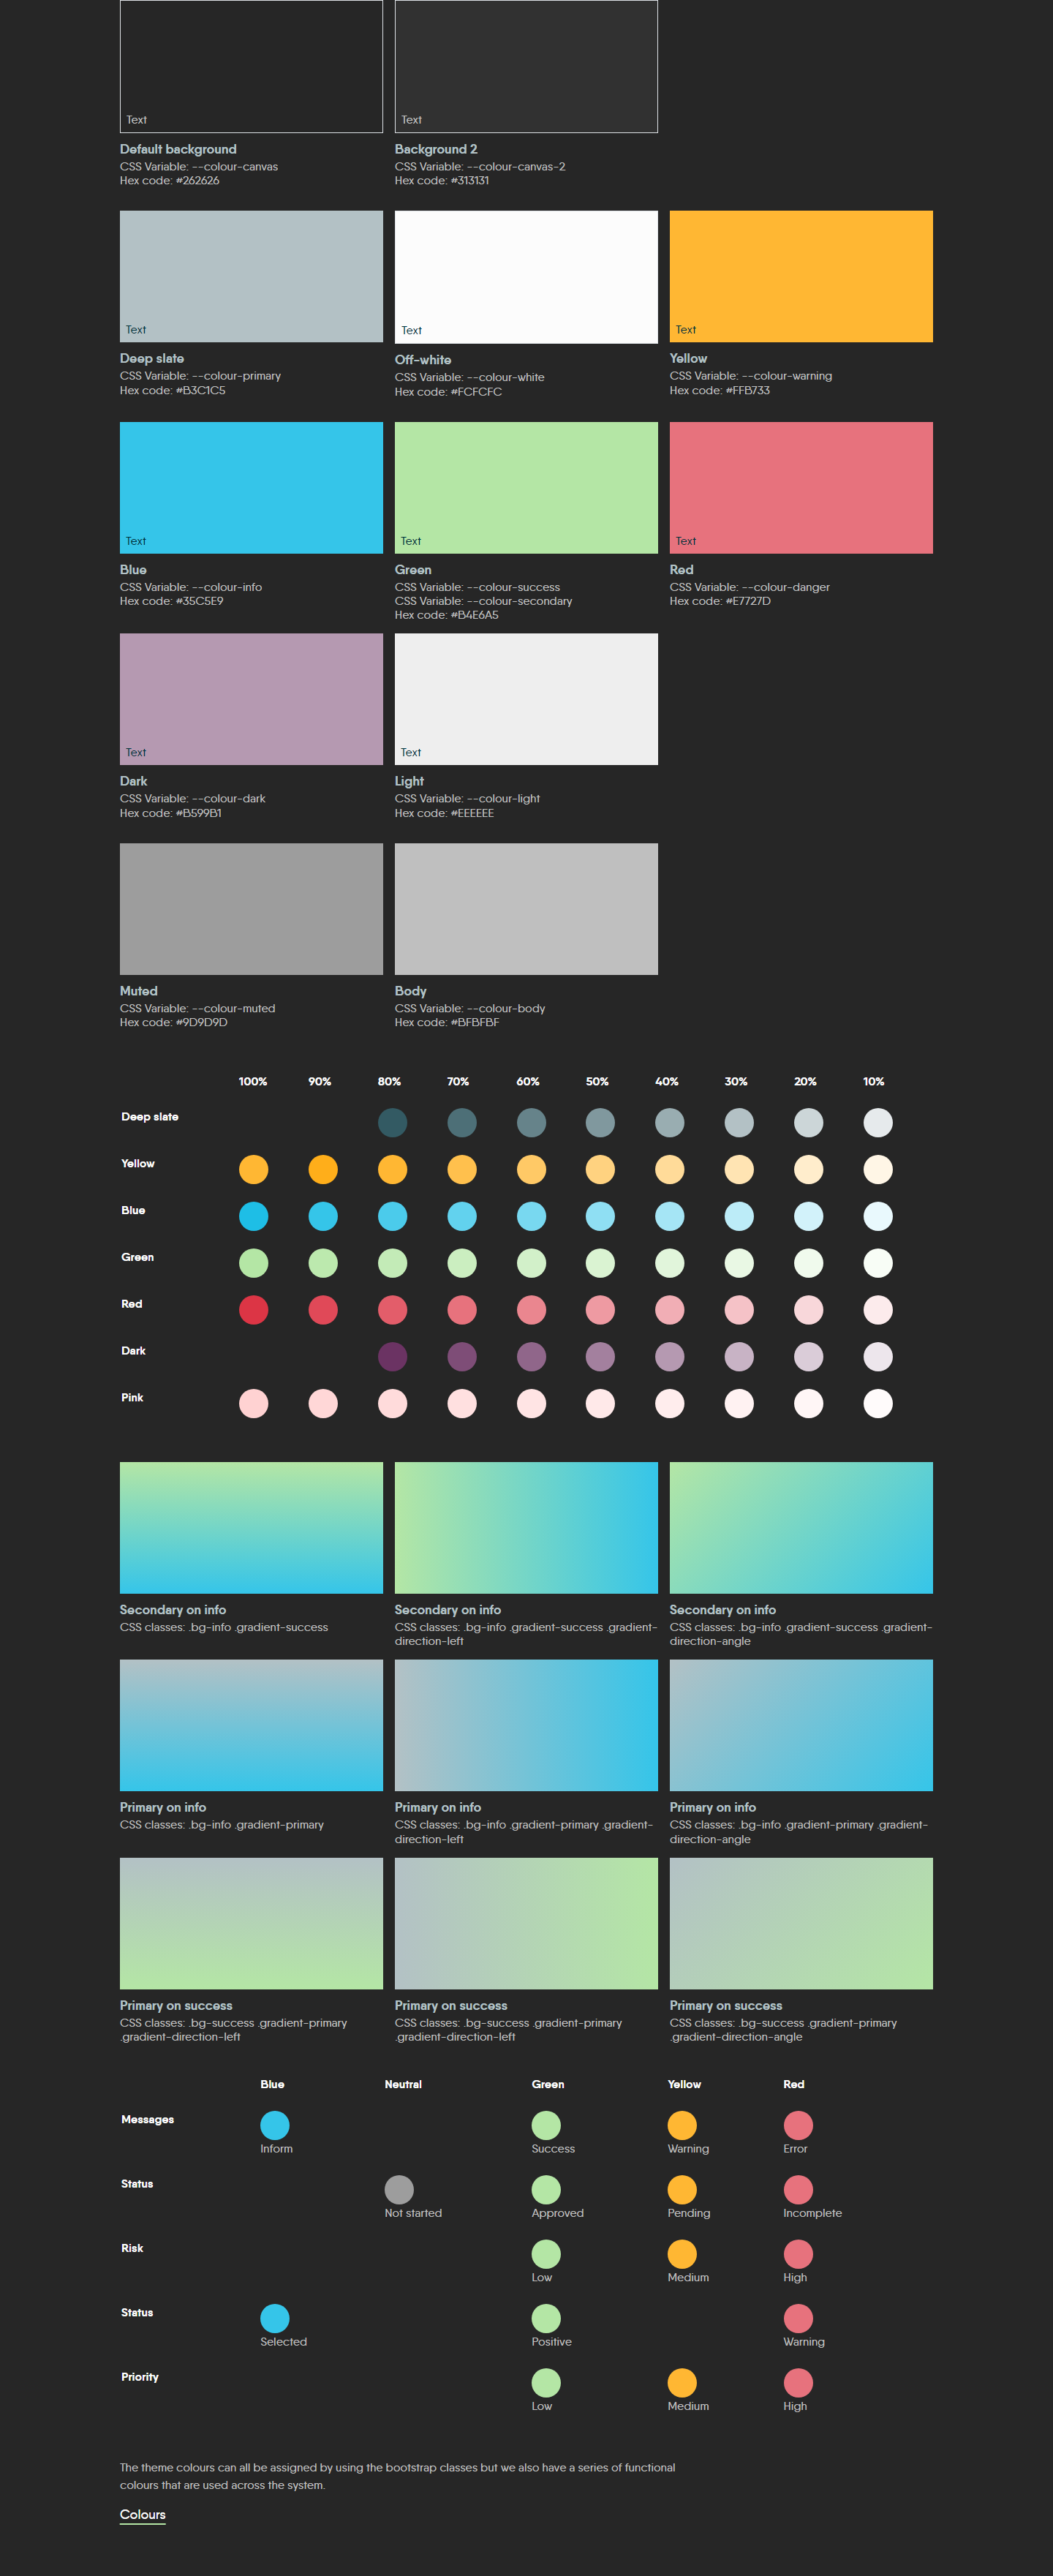 Text
Text
Default background
CSS Variable: --colour-canvas
Hex code: #262626
Background 2
CSS Variable: --colour-canvas-2
Hex code: #313131
Text
Text
Text
Deep slate
CSS Variable: --colour-primary
Hex code: #B3C1C5
Off-white
CSS Variable: --colour-white
Hex code: #FCFCFC
Yellow
CSS Variable: --colour-warning
Hex code: #FFB733
Text
Text
Text
Blue
CSS Variable: --colour-info
Hex code: #35C5E9
Green
CSS Variable: --colour-success
CSS Variable: --colour-secondary
Hex code: #B4E6A5
Red
CSS Variable: --colour-danger
Hex code: #E7727D
Text
Text
Dark
CSS Variable: --colour-dark
Hex code: #B599B1
Light
CSS Variable: --colour-light
Hex code: #EEEEEE
Muted
CSS Variable: --colour-muted
Hex code: #9D9D9D
Body
CSS Variable: --colour-body
Hex code: #BFBFBF
100% 90% 80% 70% 60% 50% 40% 30% 20% 10%
Deep slate
Yellow
Blue
Green
Red
Dark
Pink
Secondary on info
CSS classes: .bg-info .gradient-success
Secondary on info
CSS classes: .bg-info .gradient-success .gradient-
direction-left
Secondary on info
CSS classes: .bg-info .gradient-success .gradient-
direction-angle
Primary on info
CSS classes: .bg-info .gradient-primary
Primary on info
CSS classes: .bg-info .gradient-primary .gradient-
direction-left
Primary on info
CSS classes: .bg-info .gradient-primary .gradient-
direction-angle
Primary on success
CSS classes: .bg-success .gradient-primary
.gradient-direction-left
Primary on success
CSS classes: .bg-success .gradient-primary
.gradient-direction-left
Primary on success
CSS classes: .bg-success .gradient-primary
.gradient-direction-angle
Blue Neutral Green Yellow Red
Messages
Inform Success Warning Error
Status
Not started Approved Pending Incomplete
Risk
Low Medium High
Status
Selected Positive Warning
Priority
Low Medium High
The theme colours can all be assigned by using the bootstrap classes but we also have a series of functional
colours that are used across the system.
Colours